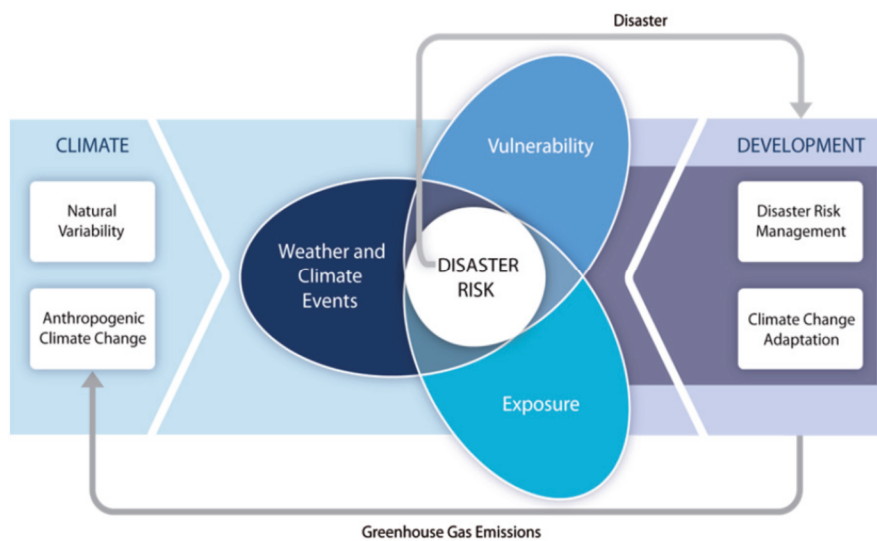 Disaster
CLIMATE
Natural
Variability
Anthropogenic
Climate Change
Weather and
Climate
Events
Vulnerability
DISASTER
RISK
Exposure
DEVELOPMENT
Disaster Risk
Management
Climate Change
Adaptation
Greenhouse Gas Emissions